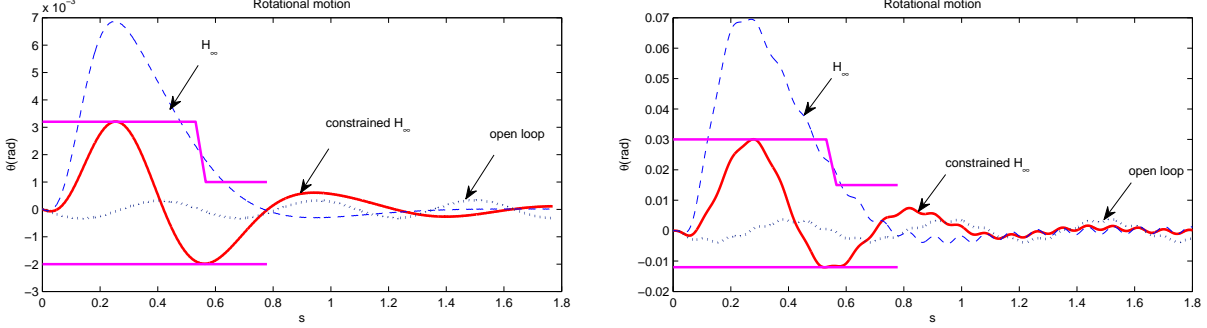 Rotational motion
x 10⁻³
7
6
5
4
3
2
1
0
−1
−2
−3
θ(rad)
H∞
constrained H∞
open loop
0 0.2 0.4 0.6 0.8 1 1.2 1.4 1.6 1.8
s
Rotational motion
0.07
0.06
0.05
0.04
0.03
0.02
0.01
0
−0.01
−0.02
θ(rad)
H∞
constrained H∞
open loop
0 0.2 0.4 0.6 0.8 1 1.2 1.4 1.6 1.8
s